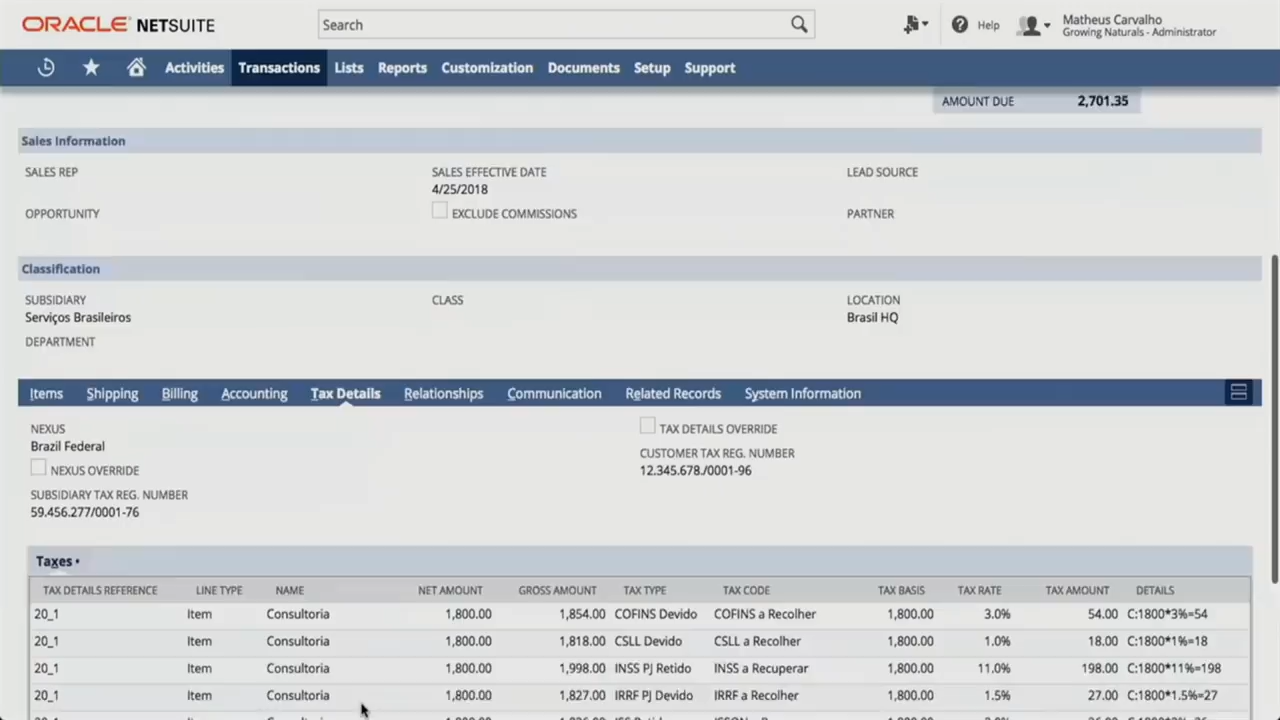 ORACLE NETSUITE
Search
Help
Matheus Carvalho
Growing Naturals - Administrator
Activities Transactions Lists Reports Customization Documents Setup Support
AMOUNT DUE 2,701.35
Sales Information
SALES REP SALES EFFECTIVE DATE LEAD SOURCE
4/25/2018
OPPORTUNITY EXCLUDE COMMISSIONS PARTNER
Classification
SUBSIDIARY CLASS LOCATION
Serviços Brasileiros Brasil HQ
DEPARTMENT
Items Shipping Billing Accounting Tax Details Relationships Communication Related Records System Information
NEXUS TAX DETAILS OVERRIDE
Brazil Federal CUSTOMER TAX REG. NUMBER
NEXUS OVERRIDE 12.345.678./0001-96
SUBSIDIARY TAX REG. NUMBER
59.456.277/0001-76
Taxes •
TAX DETAILS REFERENCE LINE TYPE NAME NET AMOUNT GROSS AMOUNT TAX TYPE TAX CODE TAX BASIS TAX RATE TAX AMOUNT DETAILS
20_1 Item Consultoria 1,800.00 1,854.00 COFINS Devido COFINS a Recolher 1,800.00 3.0% 54.00 C:1800*3%=54
20_1 Item Consultoria 1,800.00 1,818.00 CSLL Devido CSLL a Recolher 1,800.00 1.0% 18.00 C:1800*1%=18
20_1 Item Consultoria 1,800.00 1,998.00 INSS PJ Retido INSS a Recuperar 1,800.00 11.0% 198.00 C:1800*11%=198
20_1 Item Consultoria 1,800.00 1,827.00 IRRF PJ Devido IRRF a Recolher 1,800.00 1.5% 27.00 C:1800*1.5%=27